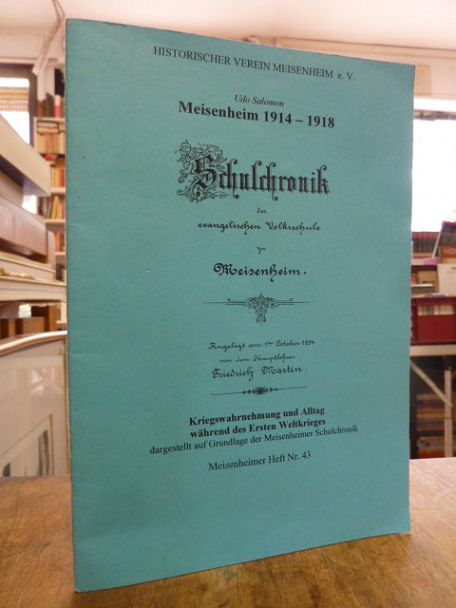 HISTORISCHER VEREIN MEISENHEIM e. V.
Udo Salomon
Meisenheim 1914 – 1918
Schulchronik
der
evangelischen Volksschule
zu
Meisenheim.
Angelegt am 1ten October 1894
von dem Hauptlehrer
Friedrich Martin.
Kriegswahrnehmung und Alltag
während des Ersten Weltkrieges
dargestellt auf Grundlage der Meisenheimer Schulchronik
Meisenheimer Heft Nr. 43